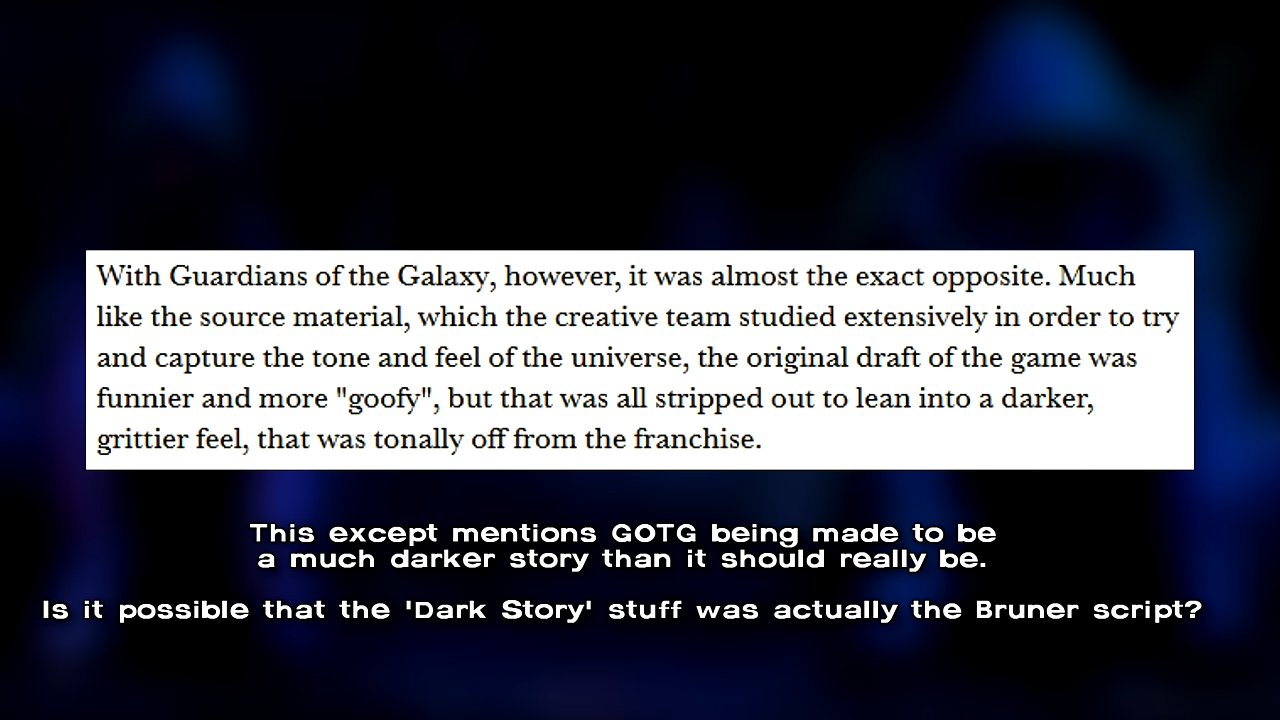 With Guardians of the Galaxy, however, it was almost the exact opposite. Much
like the source material, which the creative team studied extensively in order to try
and capture the tone and feel of the universe, the original draft of the game was
funnier and more "goofy", but that was all stripped out to lean into a darker,
grittier feel, that was tonally off from the franchise.
This except mentions GOTG being made to be
a much darker story than it should really be.
Is it possible that the 'Dark Story' stuff was actually the Bruner script?